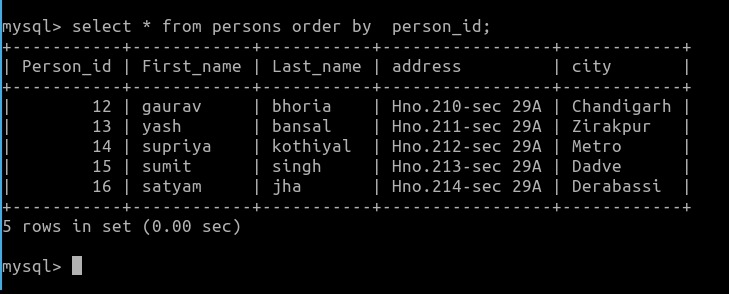 mysql> select * from persons order by  person_id;
+-----------+------------+-----------+----------------+------------+
| Person_id | First_name | Last_name | address        | city       |
+-----------+------------+-----------+----------------+------------+
|        12 | gaurav     | bhoria    | Hno.210-sec 29A | Chandigarh |
|        13 | yash       | bansal    | Hno.211-sec 29A | Zirakpur   |
|        14 | supriya    | kothiyal  | Hno.212-sec 29A | Metro      |
|        15 | sumit      | singh     | Hno.213-sec 29A | Dadve      |
|        16 | satyam     | jha       | Hno.214-sec 29A | Derabassi  |
+-----------+------------+-----------+----------------+------------+
5 rows in set (0.00 sec)
mysql>